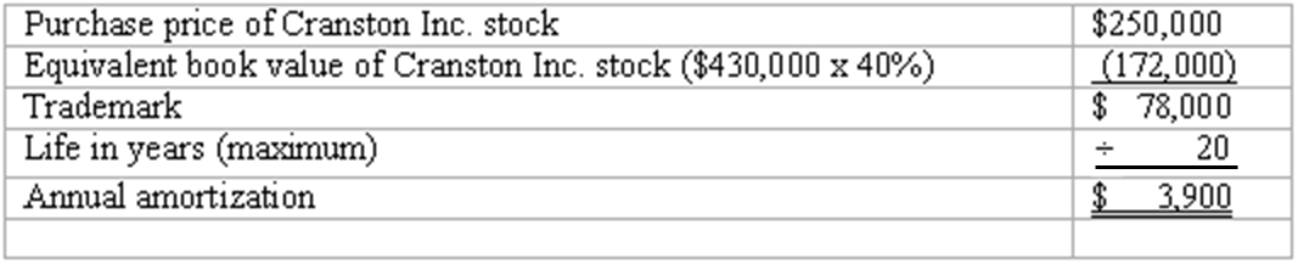 Purchase price of Cranston Inc. stock $250,000
Equivalent book value of Cranston Inc. stock ($430,000 x 40%) (172,000)
Trademark $ 78,000
Life in years (maximum) ÷ 20
Annual amortization $ 3,900